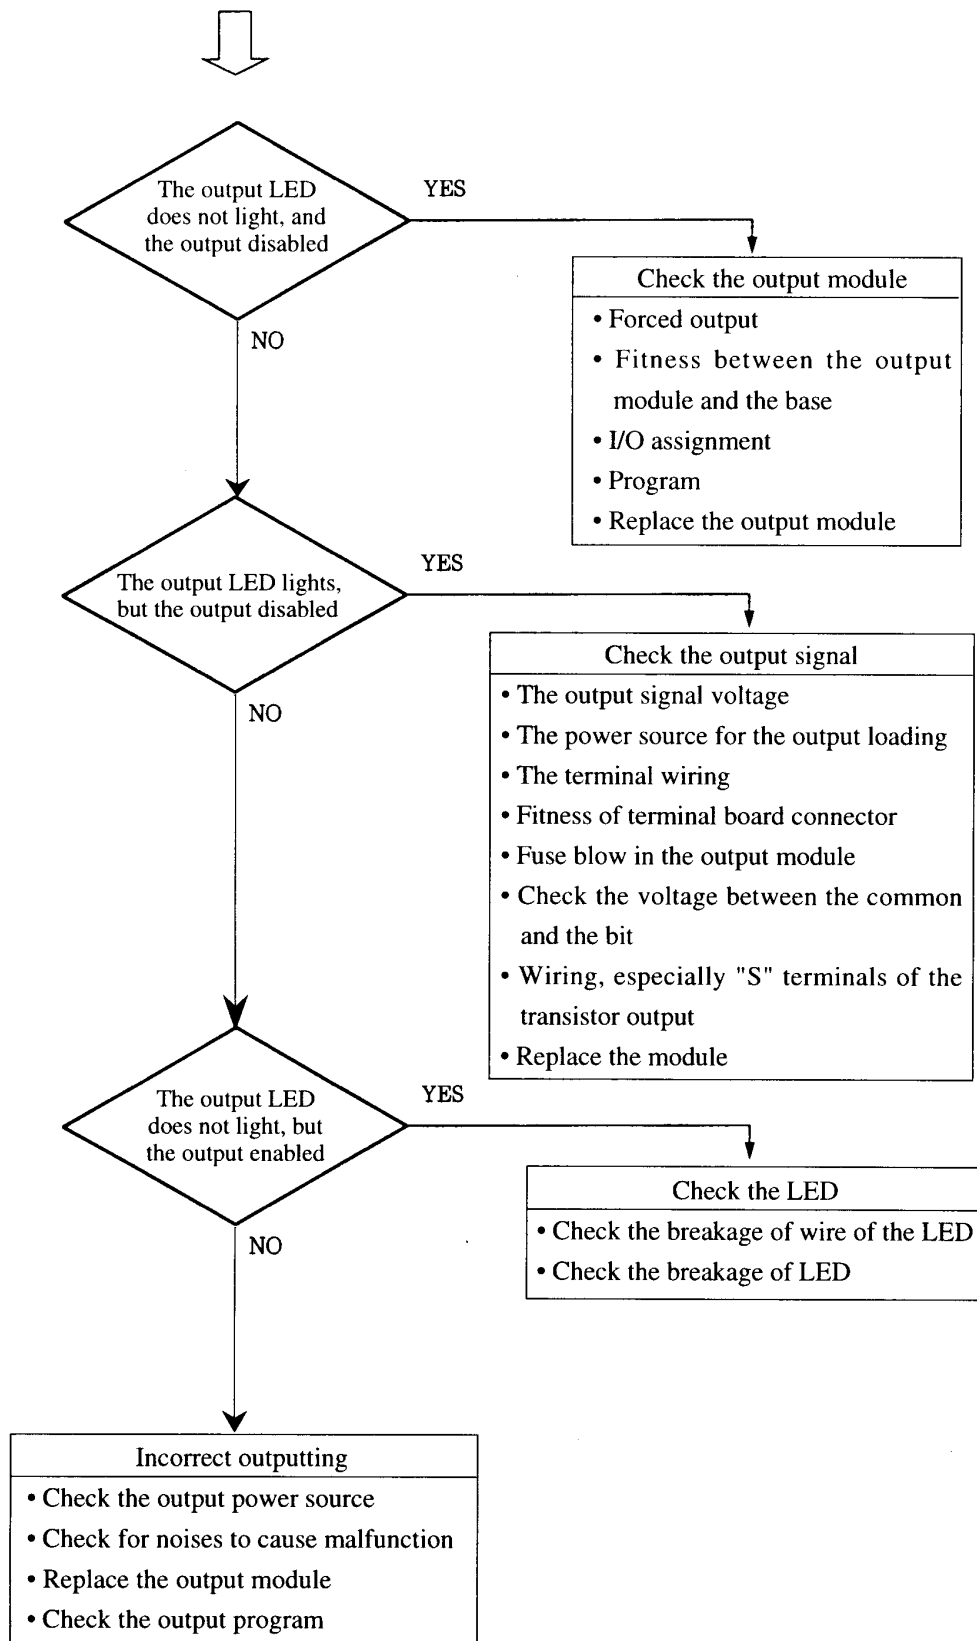 The output LED
does not light, and
the output disabled
YES
NO
Check the output module
• Forced output
• Fitness between the output
module and the base
• I/O assignment
• Program
• Replace the output module
The output LED lights,
but the output disabled
YES
NO
Check the output signal
• The output signal voltage
• The power source for the output loading
• The terminal wiring
• Fitness of terminal board connector
• Fuse blow in the output module
• Check the voltage between the common
and the bit
• Wiring, especially "S" terminals of the
transistor output
• Replace the module
The output LED
does not light, but
the output enabled
YES
NO
Check the LED
• Check the breakage of wire of the LED
• Check the breakage of LED
Incorrect outputting
• Check the output power source
• Check for noises to cause malfunction
• Replace the output module
• Check the output program